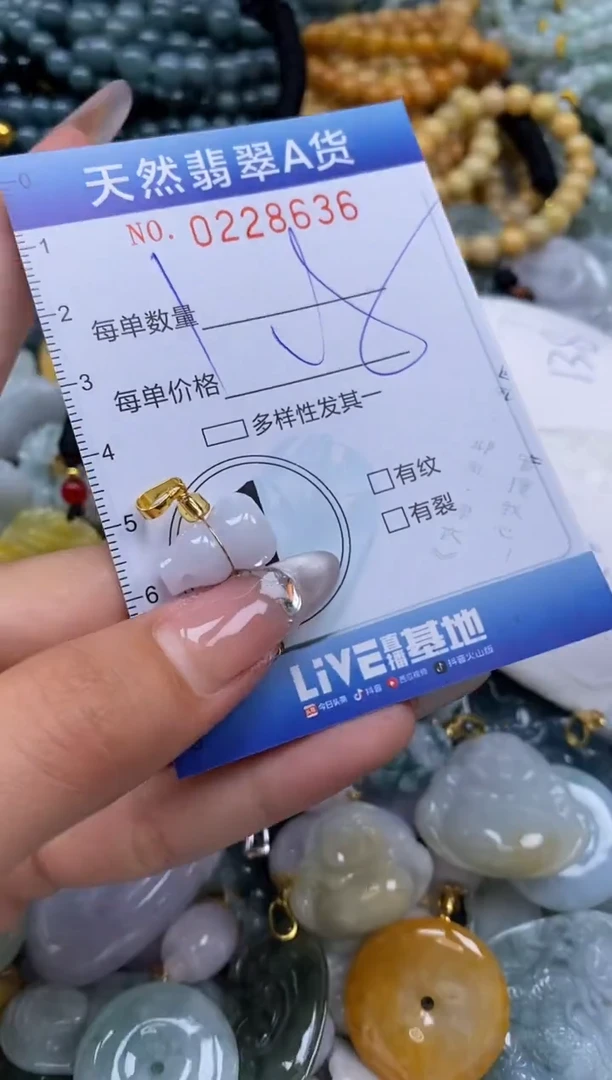 0
天然翡翠A货
NO. 0228636
1
2
每单数量
3
每单价格
4
多样性发其一
5
有纹
有裂
6
LiVE直播基地
今日头条 抖音 西瓜视频 抖音火山版